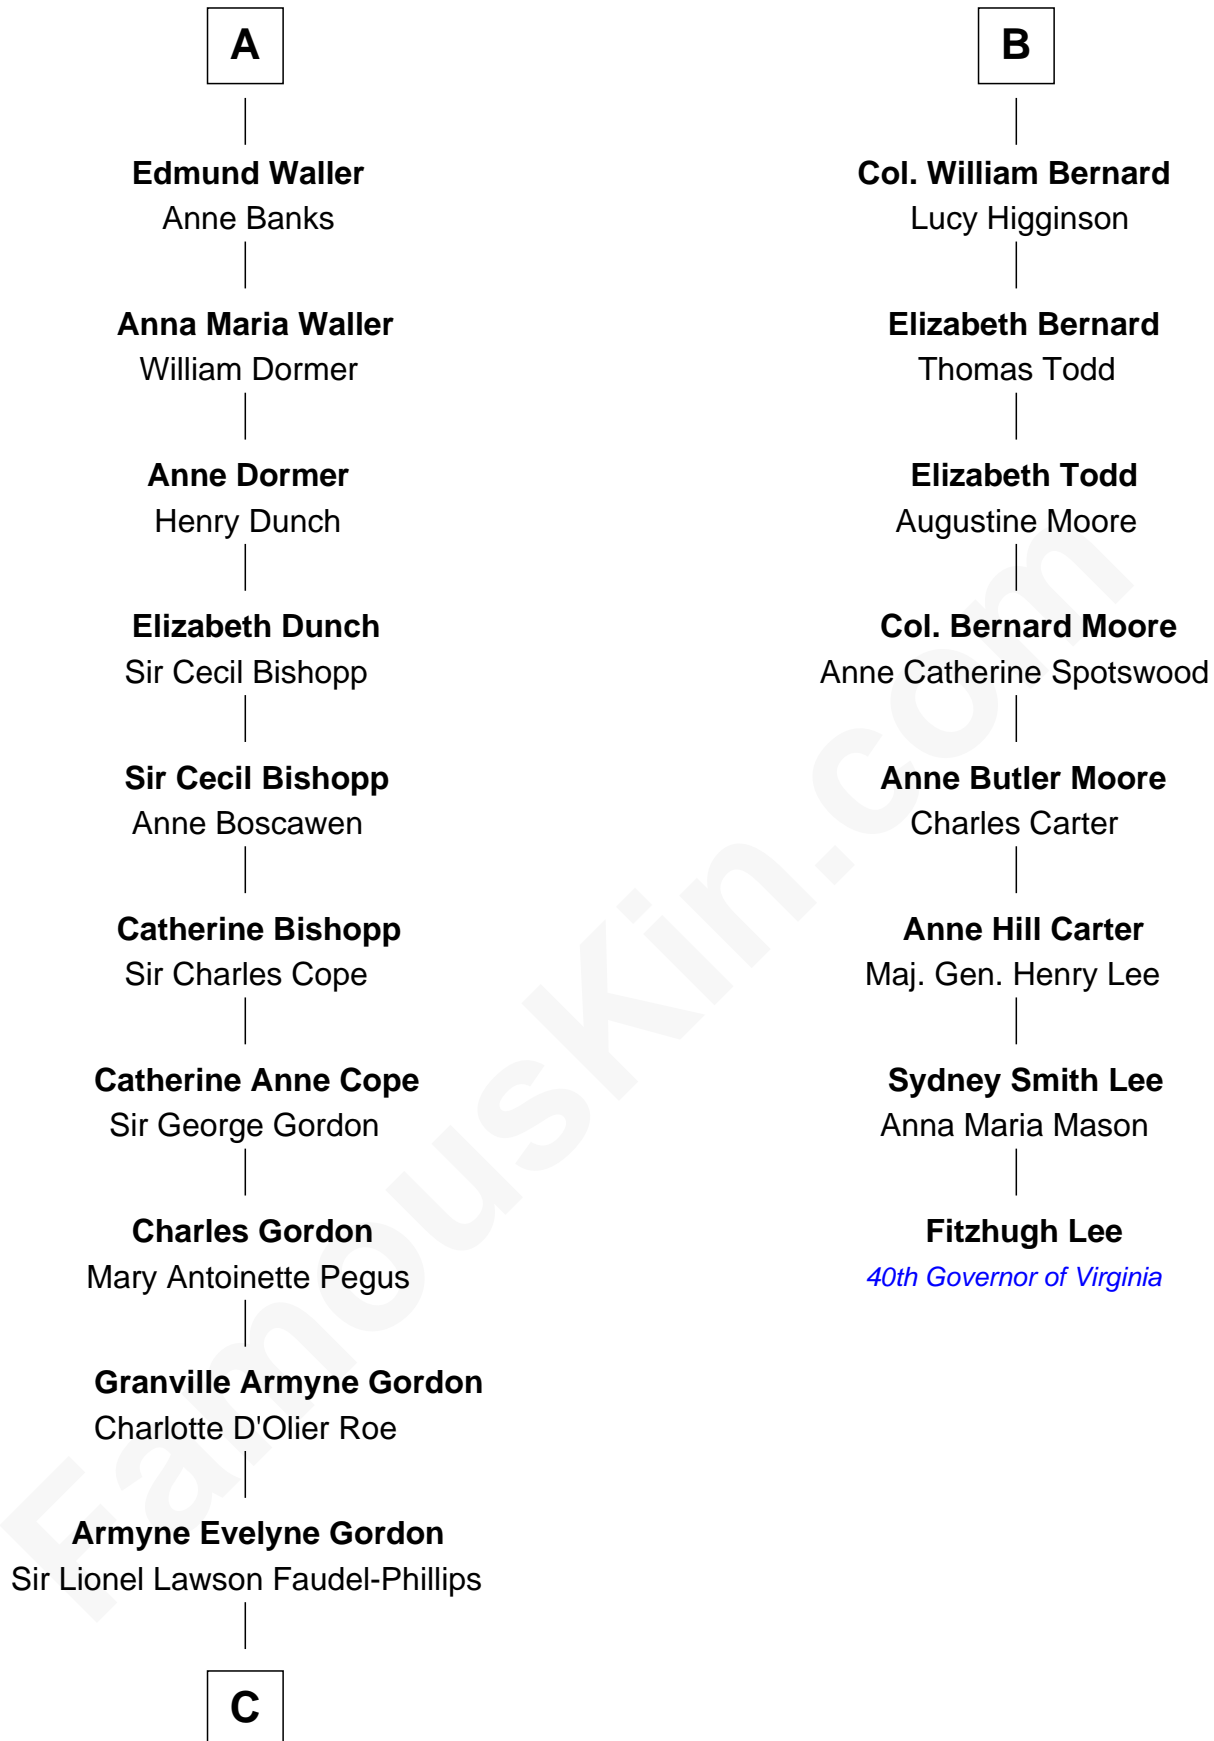 A
Edmund Waller
Anne Banks
Anna Maria Waller
William Dormer
Anne Dormer
Henry Dunch
Elizabeth Dunch
Sir Cecil Bishopp
Sir Cecil Bishopp
Anne Boscawen
Catherine Bishopp
Sir Charles Cope
Catherine Anne Cope
Sir George Gordon
Charles Gordon
Mary Antoinette Pegus
Granville Armyne Gordon
Charlotte D'Olier Roe
Armyne Evelyne Gordon
Sir Lionel Lawson Faudel-Phillips
C
B
Col. William Bernard
Lucy Higginson
Elizabeth Bernard
Thomas Todd
Elizabeth Todd
Augustine Moore
Col. Bernard Moore
Anne Catherine Spotswood
Anne Butler Moore
Charles Carter
Anne Hill Carter
Maj. Gen. Henry Lee
Sydney Smith Lee
Anna Maria Mason
Fitzhugh Lee
40th Governor of Virginia
FamousKin.com